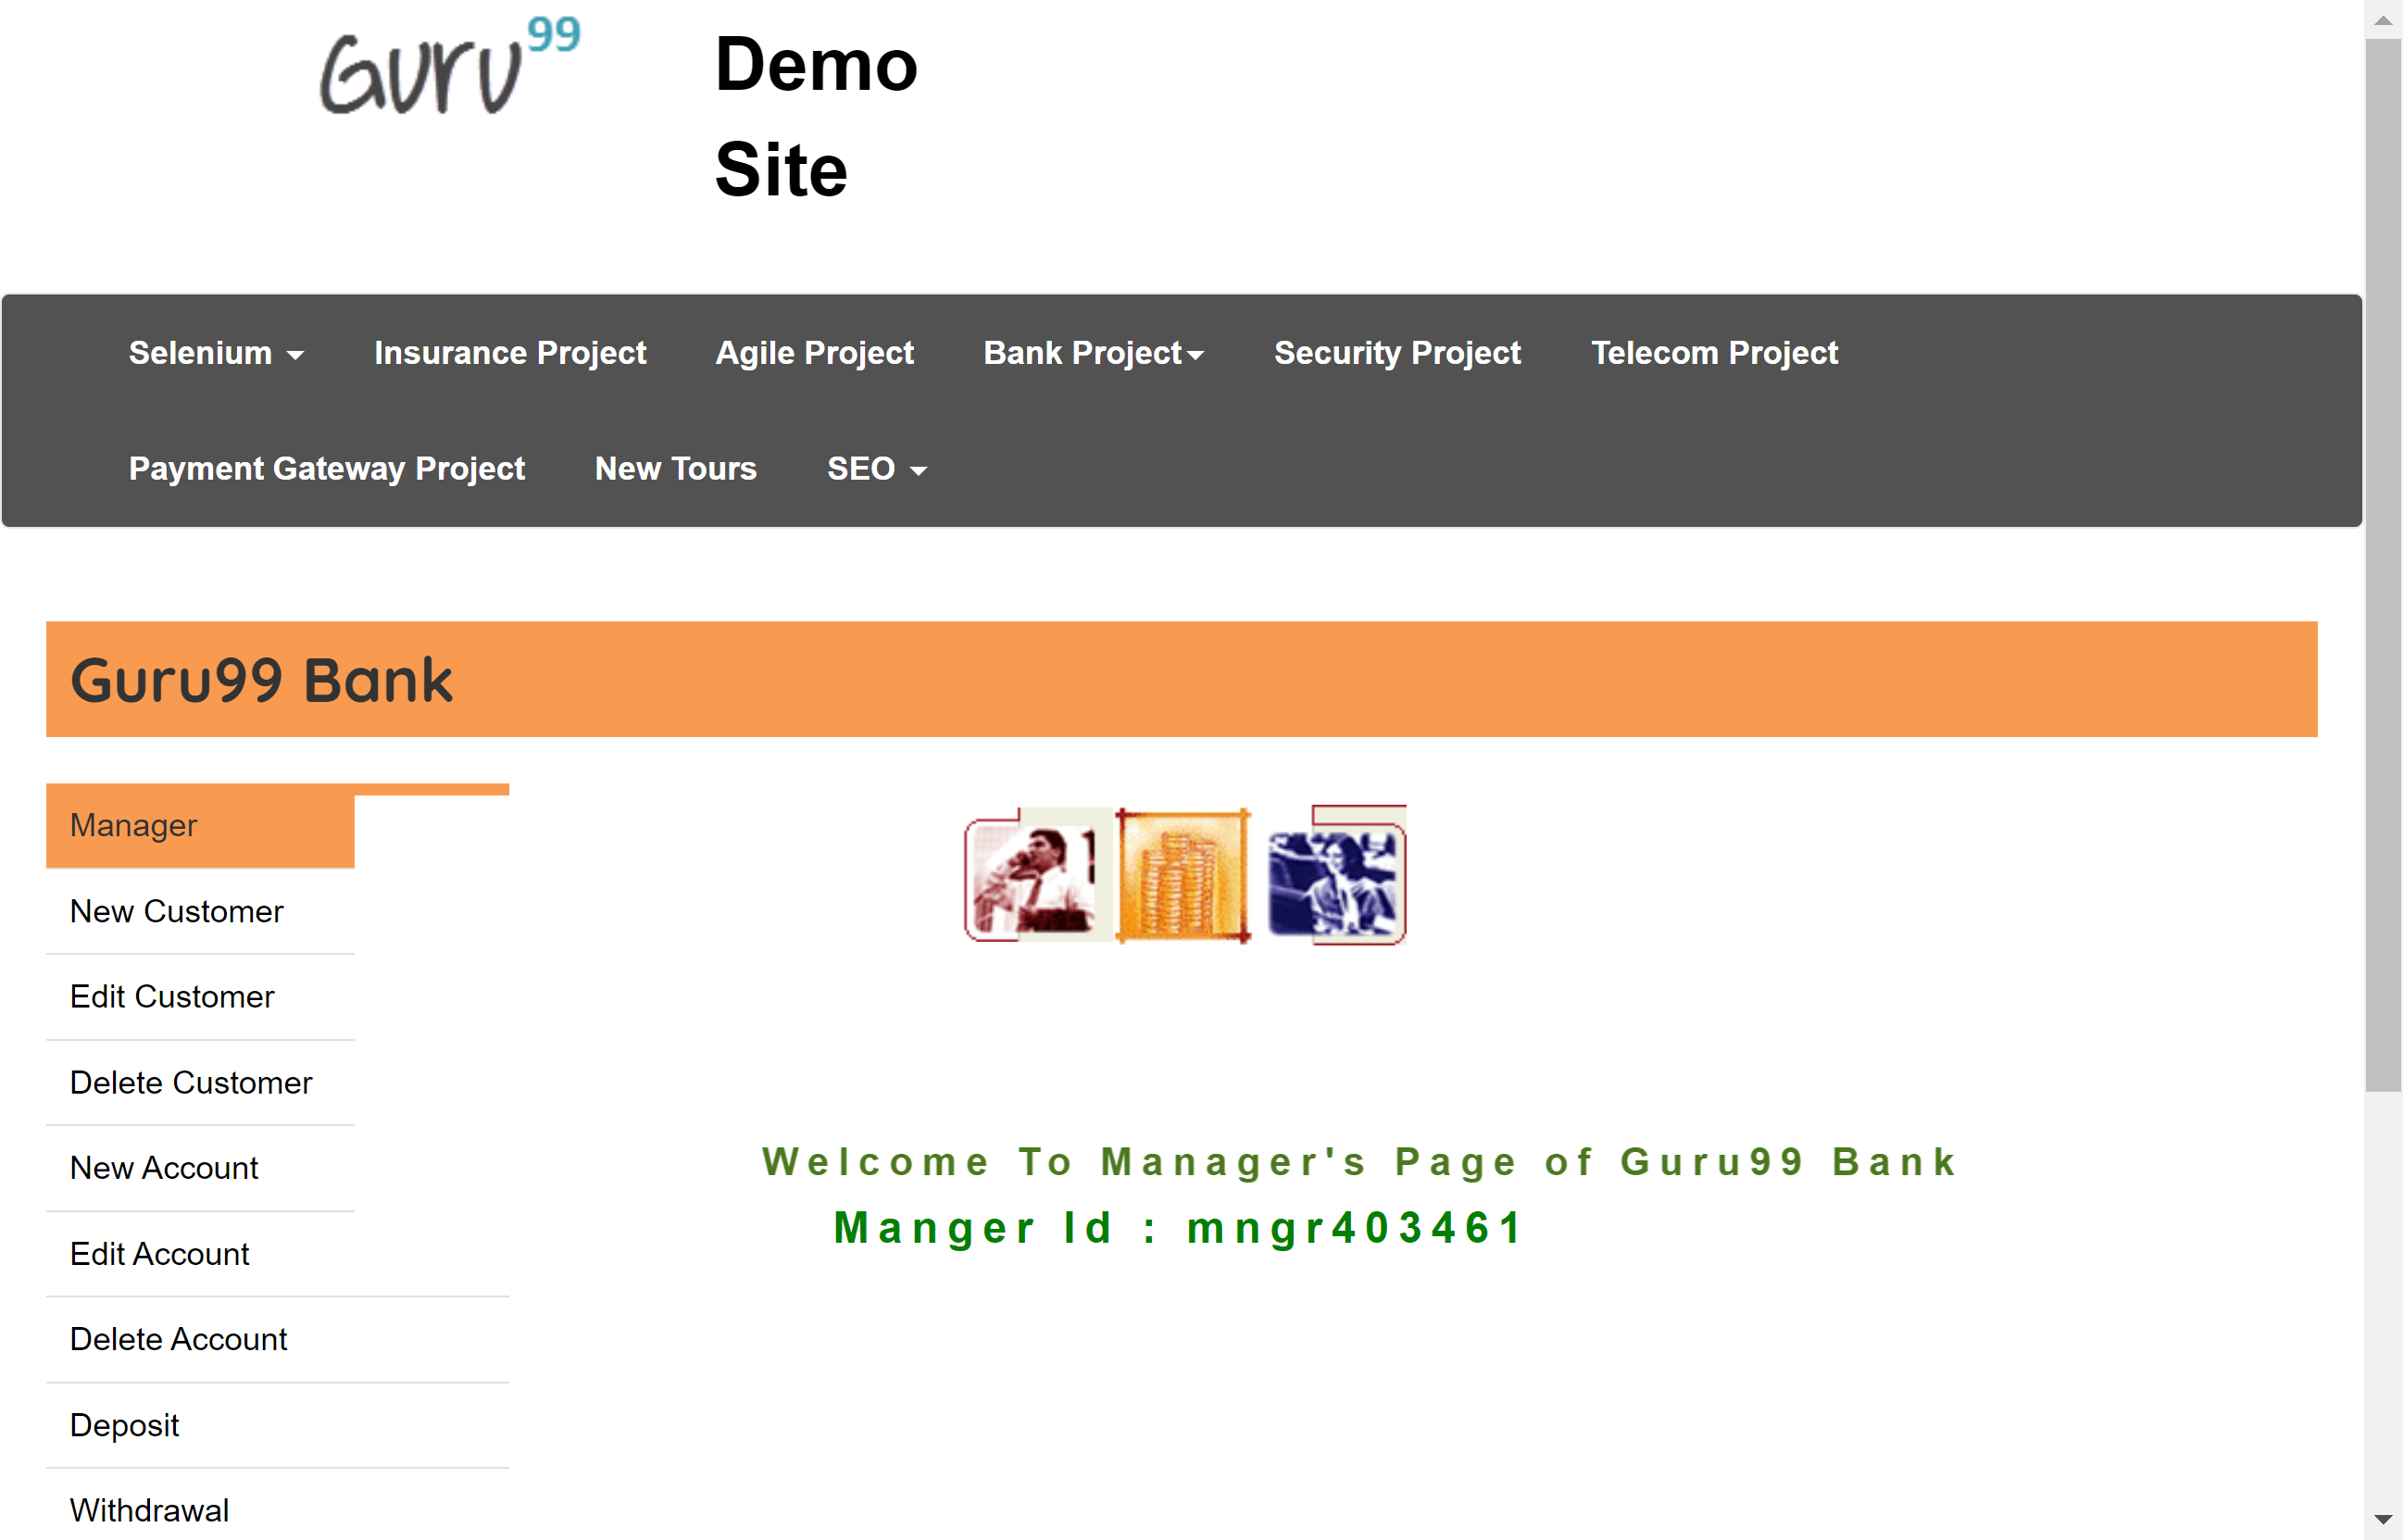 Guru99
Demo
Site
Selenium
Insurance Project
Agile Project
Bank Project
Security Project
Telecom Project
Payment Gateway Project
New Tours
SEO
Guru99 Bank
Manager
New Customer
Edit Customer
Delete Customer
New Account
Edit Account
Delete Account
Deposit
Withdrawal
Welcome To Manager's Page of Guru99 Bank
Manger Id : mngr403461